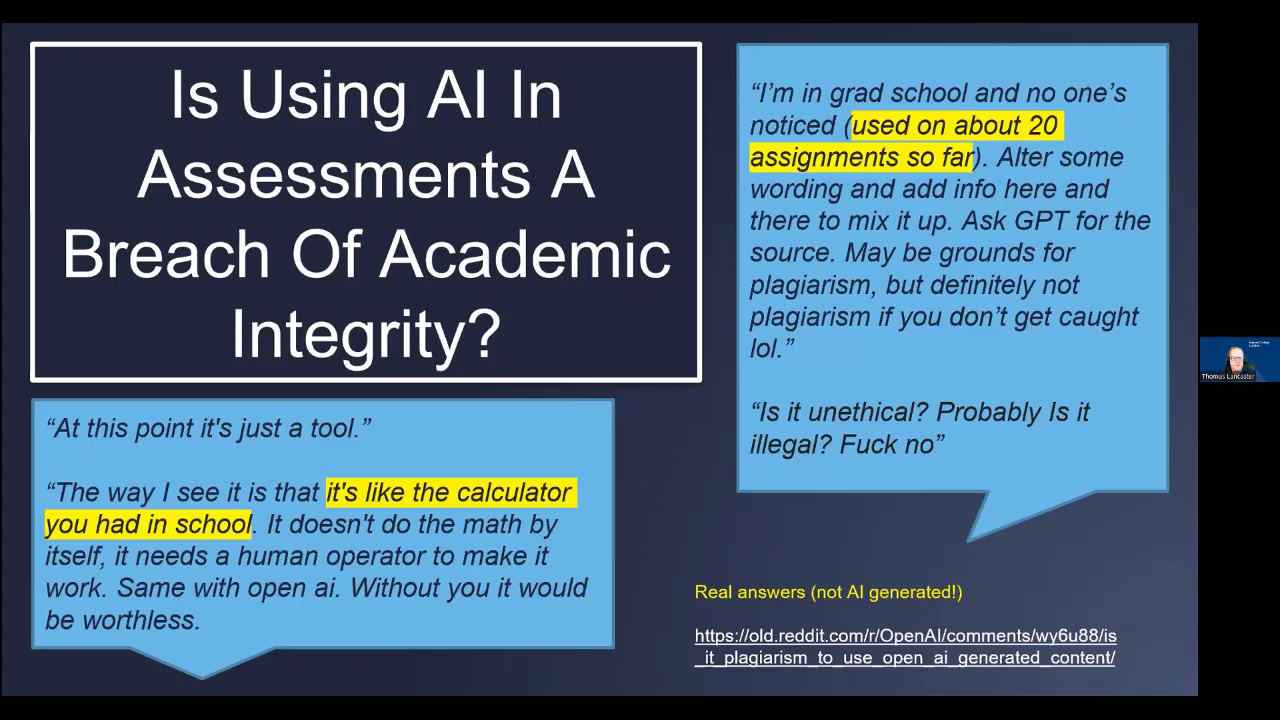 Is Using AI In
Assessments A
Breach Of Academic
Integrity?
“At this point it's just a tool.”
“The way I see it is that it's like the calculator
you had in school. It doesn't do the math by
itself, it needs a human operator to make it
work. Same with open ai. Without you it would
be worthless.
“I’m in grad school and no one’s
noticed (used on about 20
assignments so far). Alter some
wording and add info here and
there to mix it up. Ask GPT for the
source. May be grounds for
plagiarism, but definitely not
plagiarism if you don’t get caught
lol.”
“Is it unethical? Probably Is it
illegal? Fuck no”
Real answers (not AI generated!)
https://old.reddit.com/r/OpenAI/comments/wy6u88/is
_it_plagiarism_to_use_open_ai_generated_content/
Imperial College
London
Thomas Lancaster